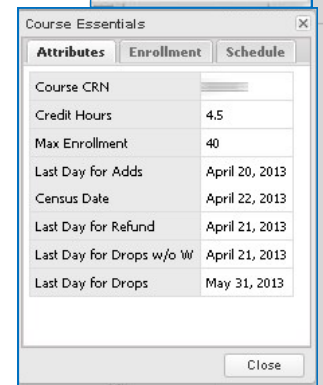 Course Essentials
Attributes Enrollment Schedule
Course CRN
Credit Hours 4.5
Max Enrollment 40
Last Day for Adds April 20, 2013
Census Date April 22, 2013
Last Day for Refund April 21, 2013
Last Day for Drops w/o W April 21, 2013
Last Day for Drops May 31, 2013
Close